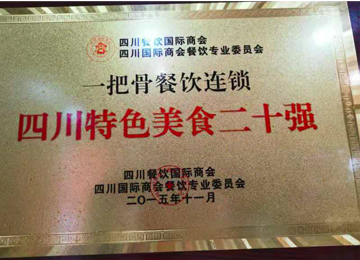 四川餐饮国际商会
四川国际商会餐饮专业委员会
一把骨餐饮连锁
四川特色美食二十强
四川餐饮国际商会
四川国际商会餐饮专业委员会
二〇一五年十一月